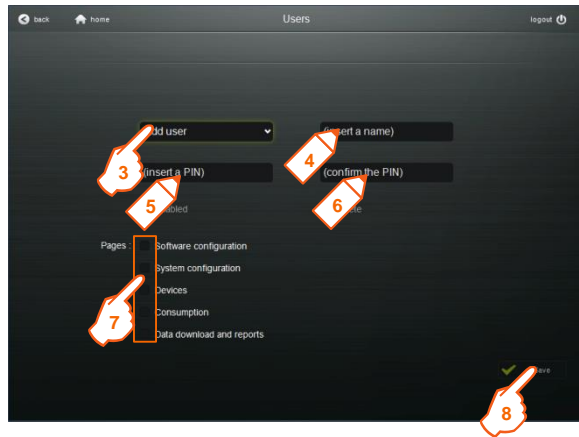 back home Users logout
add user (insert a name)
3 4
(insert a PIN) (confirm the PIN)
5 6
Pages : Software configuration
System configuration
Devices
Consumption
7
Data download and reports
8